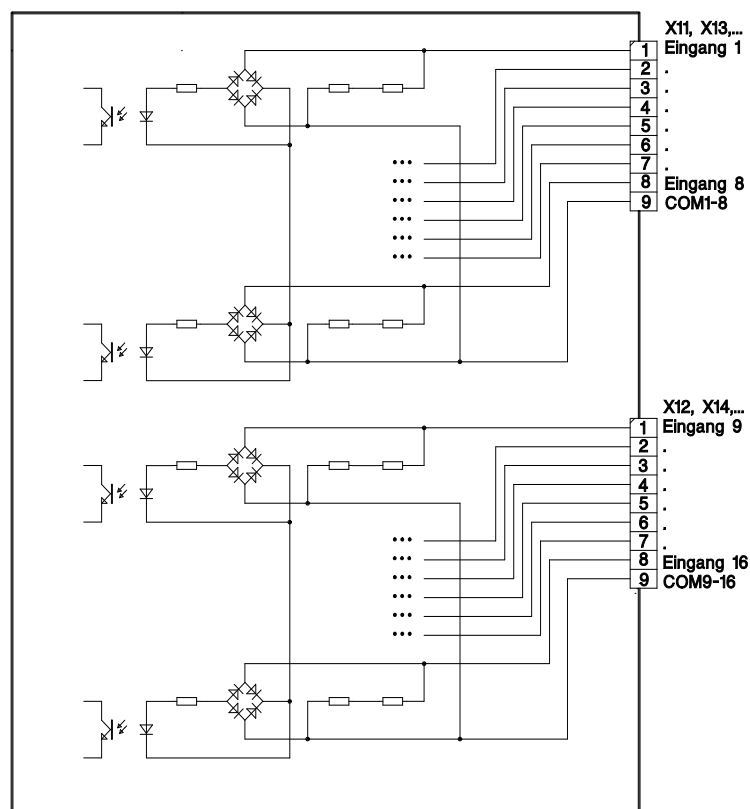 X11, X13,...
1 Eingang 1
2 .
3 .
4 .
5 .
6 .
7 .
8 Eingang 8
9 COM1-8
X12, X14,...
1 Eingang 9
2 .
3 .
4 .
5 .
6 .
7 .
8 Eingang 16
9 COM9-16